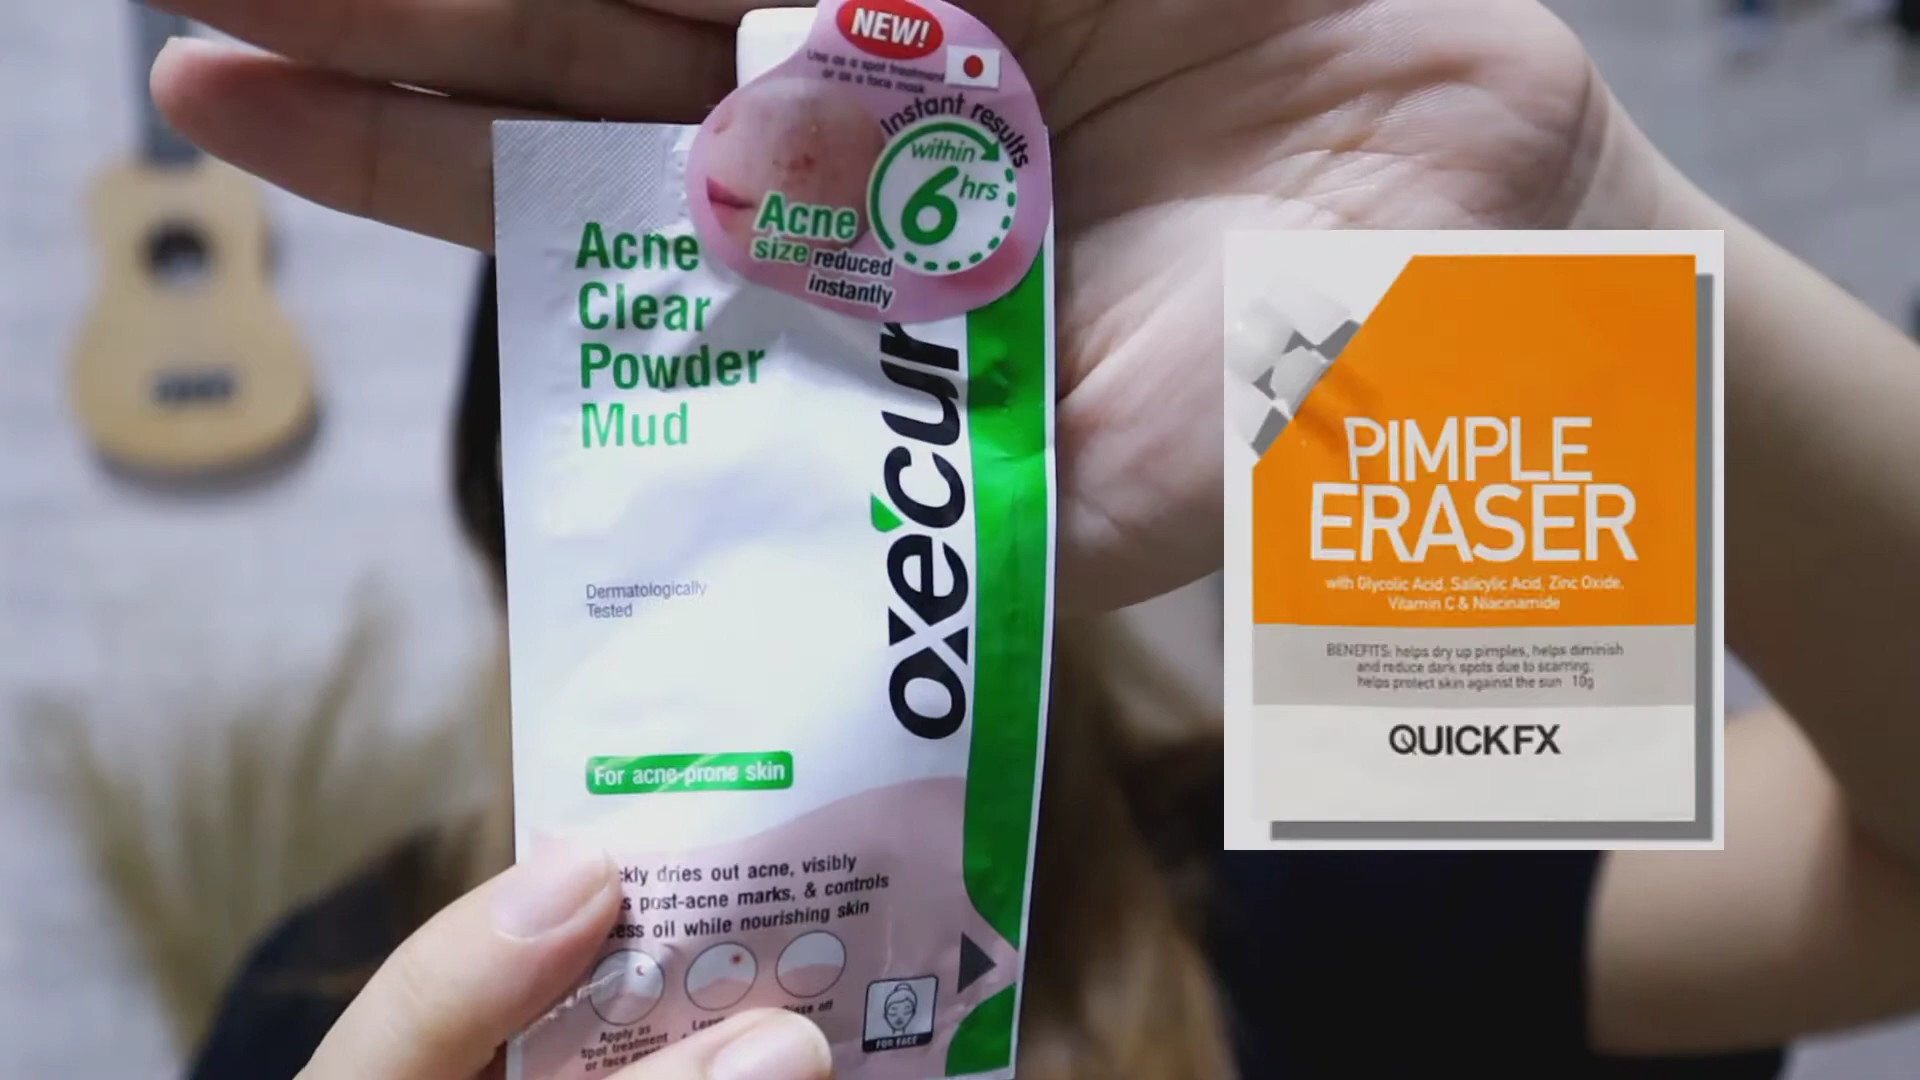 NEW!
Use as a spot treatment
or as a face mask
Instant results
within
6 hrs
Acne
size reduced
instantly
Acne
Clear
Powder
Mud
oxecur
Dermatologically
Tested
For acne-prone skin
dries out acne, visibly
post-acne marks, & controls
oil while nourishing skin
Apply as
spot treatment
or face
off
FOR FACE
PIMPLE
ERASER
with Glycolic Acid, Salicylic Acid, Zinc Oxide,
Vitamin C & Niacinamide
BENEFITS: helps dry up pimples, helps diminish
and reduce dark spots due to scarring,
helps protect skin against the sun 10g
QUICKFX